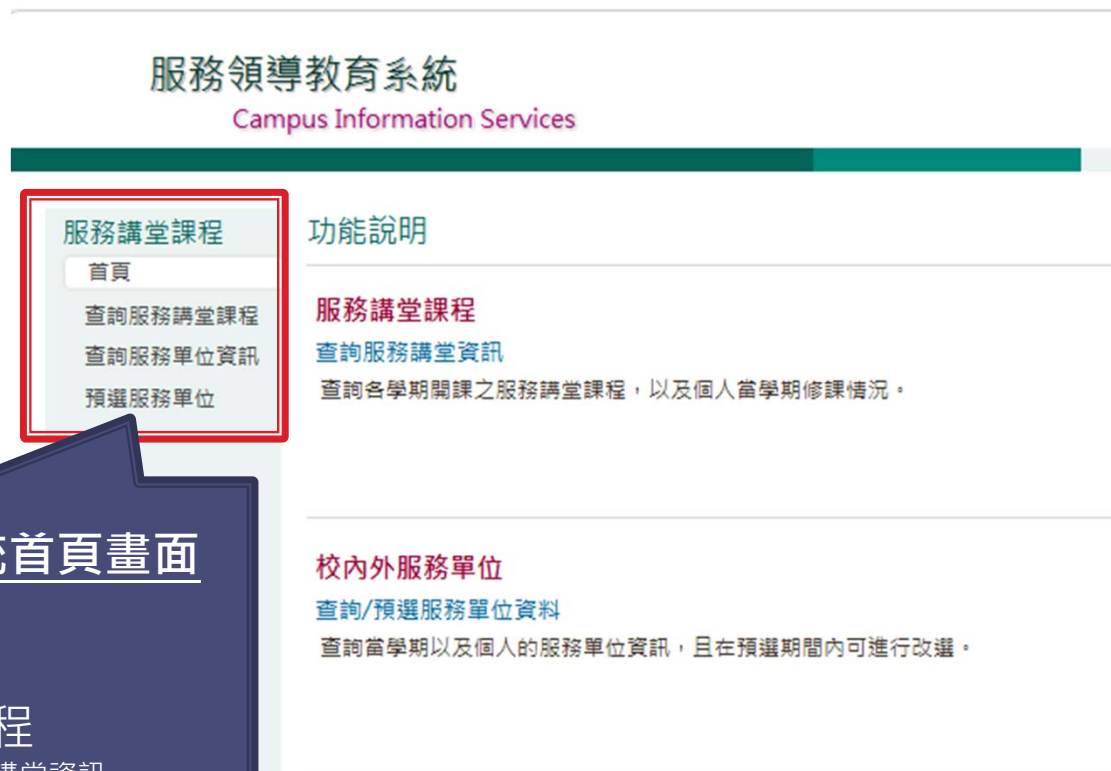 服務領導教育系統
Campus Information Services
服務講堂課程
首頁
查詢服務講堂課程
查詢服務單位資訊
預選服務單位
功能說明
服務講堂課程
查詢服務講堂資訊
查詢各學期開課之服務講堂課程，以及個人當學期修課情況。
校內外服務單位
查詢/預選服務單位資料
查詢當學期以及個人的服務單位資訊，且在預選期間內可進行改選。
首頁畫面
程
講堂資訊